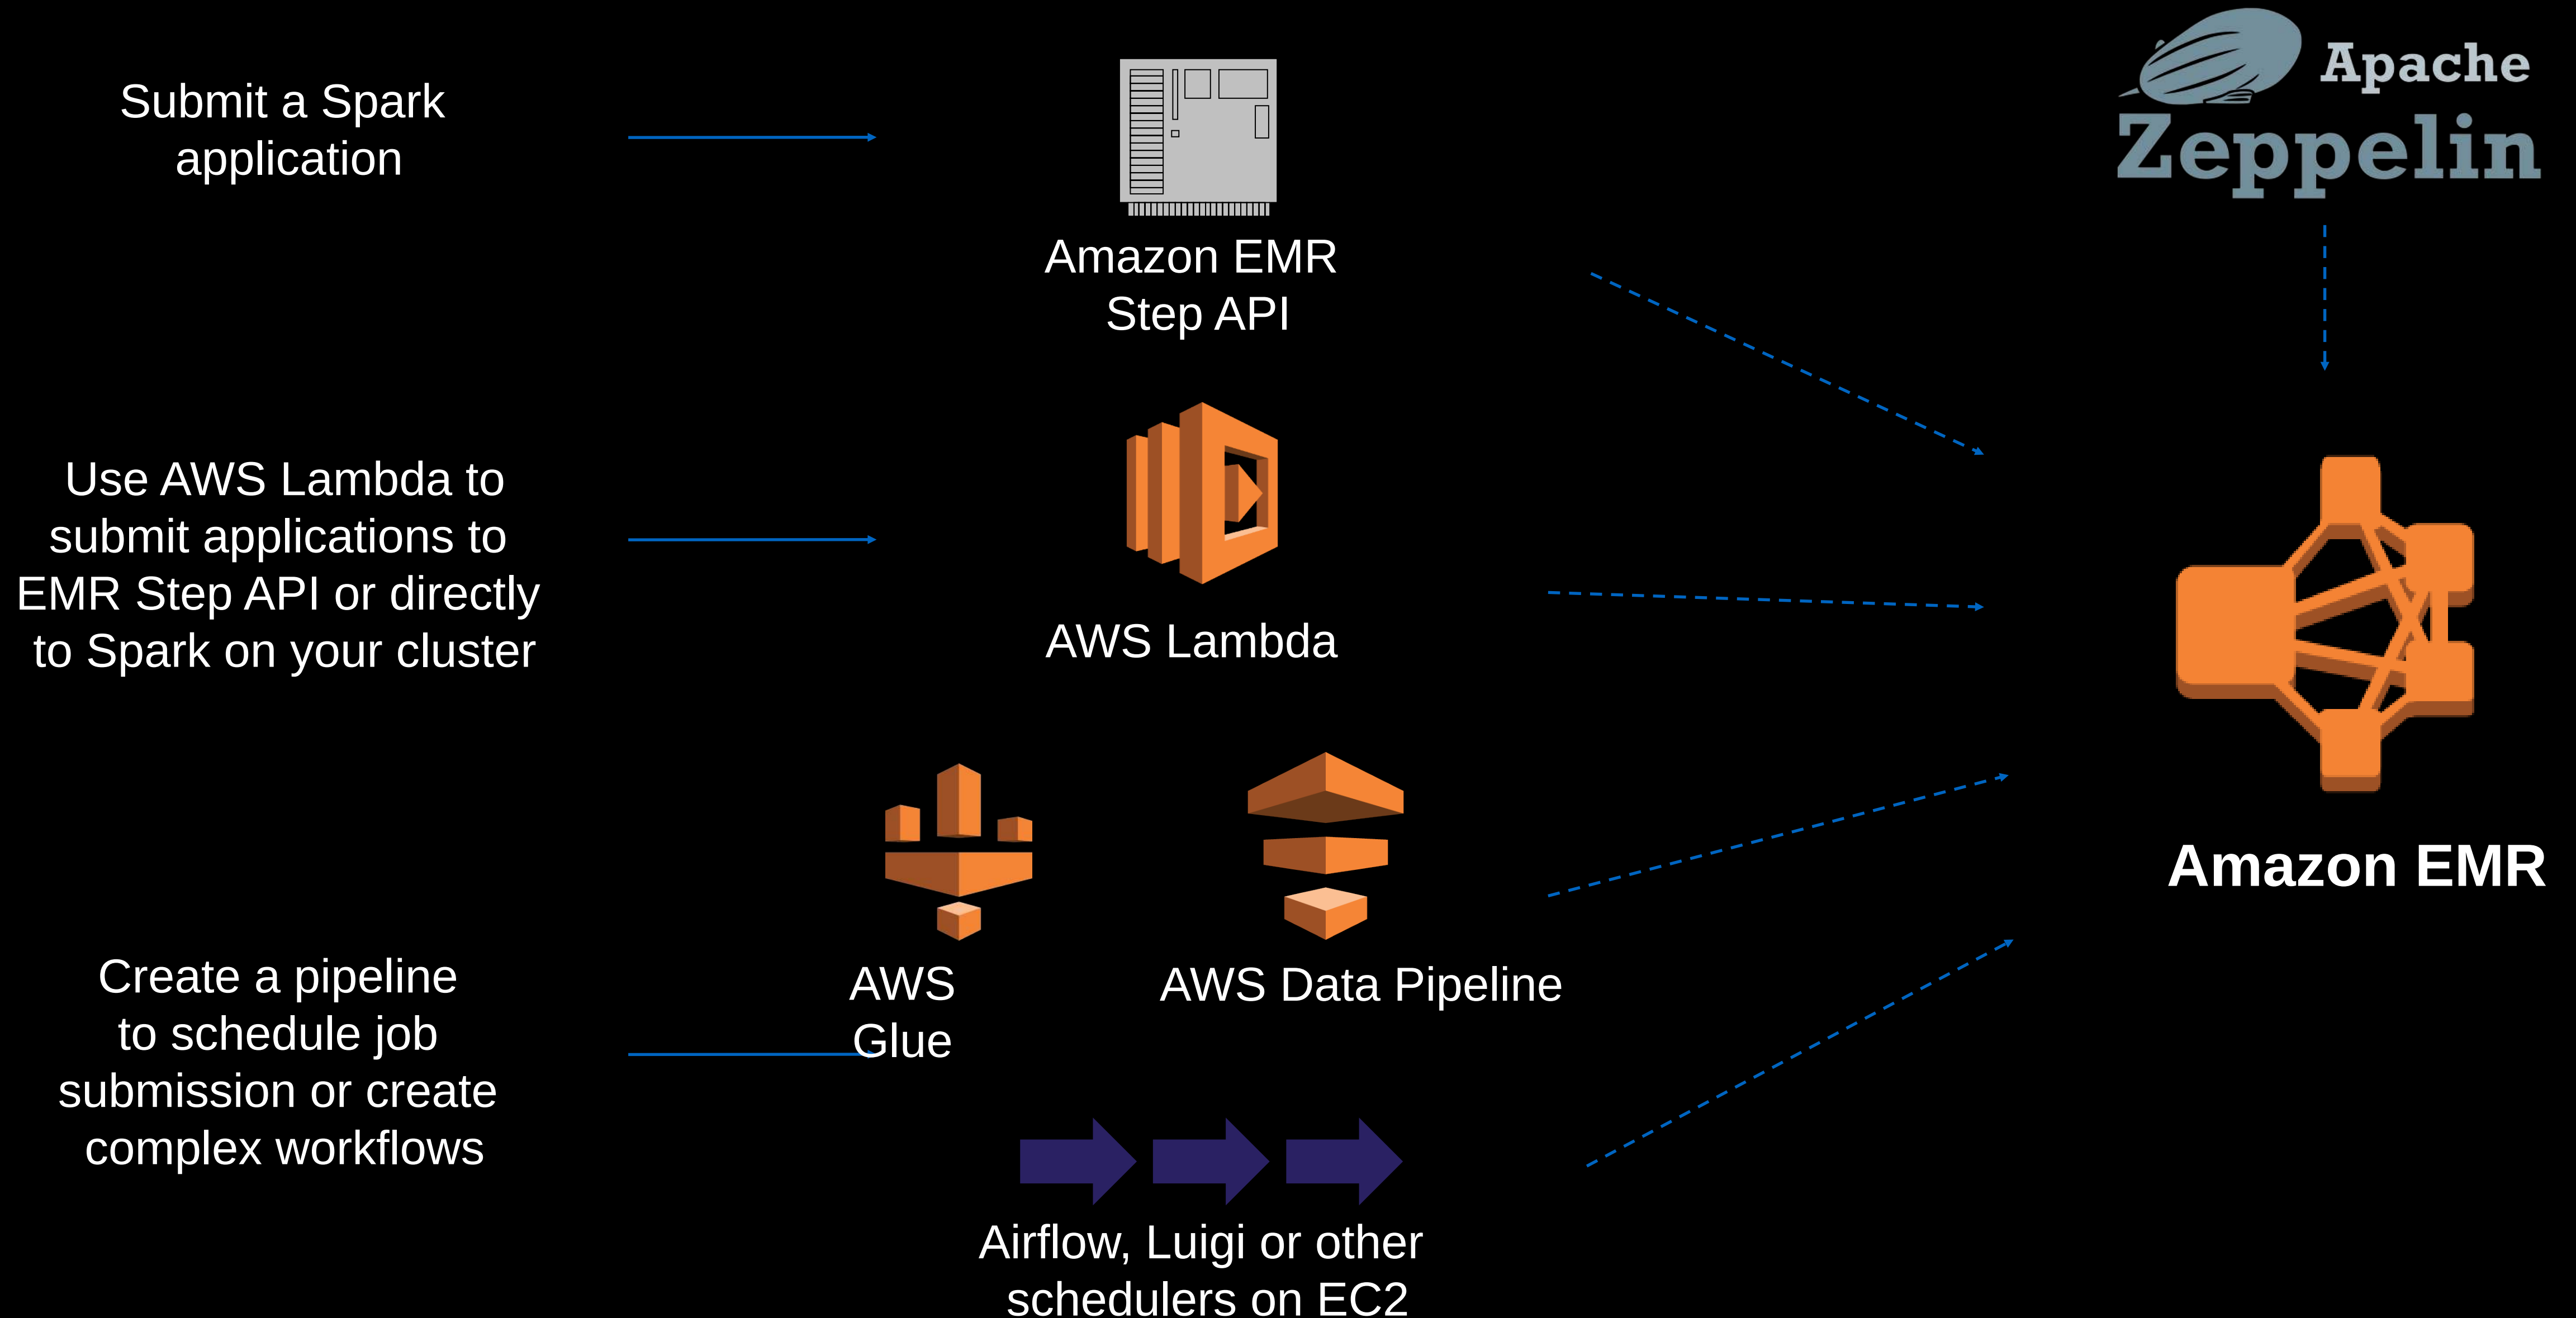 Submit a Spark
application
Amazon EMR
Step API
Apache
Zeppelin
Use AWS Lambda to
submit applications to
EMR Step API or directly
to Spark on your cluster
AWS Lambda
Amazon EMR
Create a pipeline
to schedule job
submission or create
complex workflows
AWS
Glue
AWS Data Pipeline
Airflow, Luigi or other
schedulers on EC2